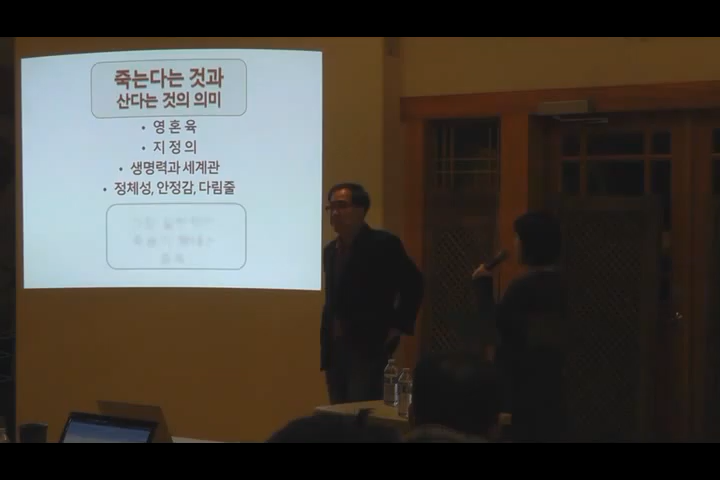 죽는다는 것과
산다는 것의 의미
• 영 혼 육
• 지 정 의
• 생명력과 세계관
• 정체성, 안정감, 다림줄